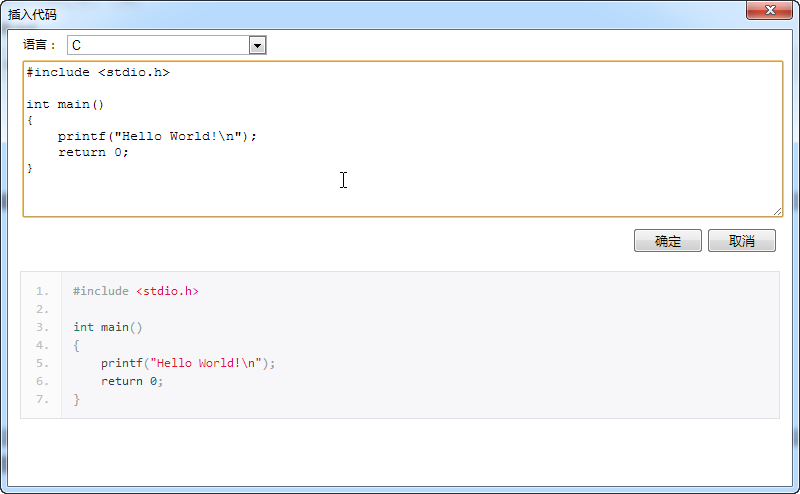 插入代码
语言： C
#include <stdio.h>
int main()
{
    printf("Hello World!\n");
    return 0;
}
确定 取消
1. #include <stdio.h>
2.
3. int main()
4. {
5.     printf("Hello World!\n");
6.     return 0;
7. }